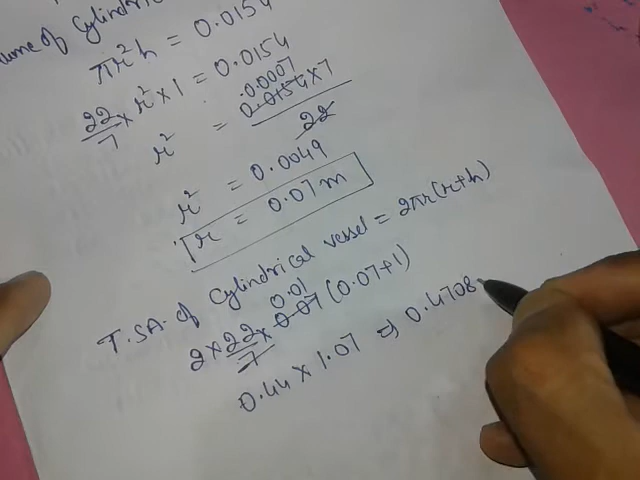 ume of Cylindric
πr²h = 0.0154
22/7 × r² × 1 = 0.0154
r² = 0.0007 0.0154 × 7 / 22
r² = 0.0049
r = 0.07 m
T.S.A. of Cylindrical vessel = 2πr(r+h)
0.01
2 × 22/7 × 0.07 (0.07+1)
0.44 × 1.07 ⇒ 0.4708